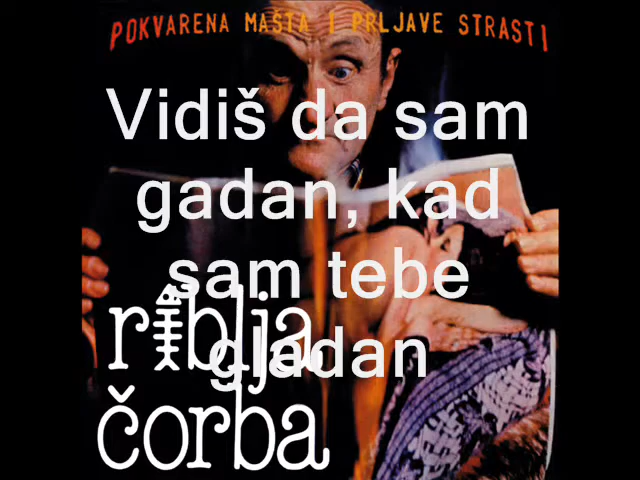 POKVARENA MAŠTA I PRLJAVE STRASTI
Vidiš da sam
gadan, kad
sam tebe
gladan
riblja
čorba